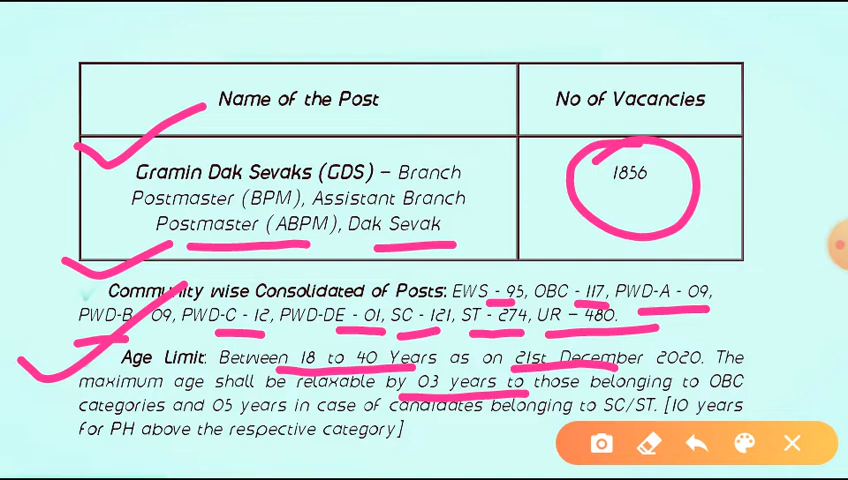 Name of the Post
No of Vacancies
Gramin Dak Sevaks (GDS) – Branch
Postmaster (BPM), Assistant Branch
Postmaster (ABPM), Dak Sevak
1856
Community wise Consolidated of Posts: EWS - 95, OBC - 117, PWD-A - 09,
PWD-B - 09, PWD-C - 12, PWD-DE - 01, SC - 121, ST - 274, UR - 480.
Age Limit: Between 18 to 40 Years as on 21st December 2020. The
maximum age shall be relaxable by 03 years to those belonging to OBC
categories and 05 years in case of candidates belonging to SC/ST. [10 years
for PH above the respective category]